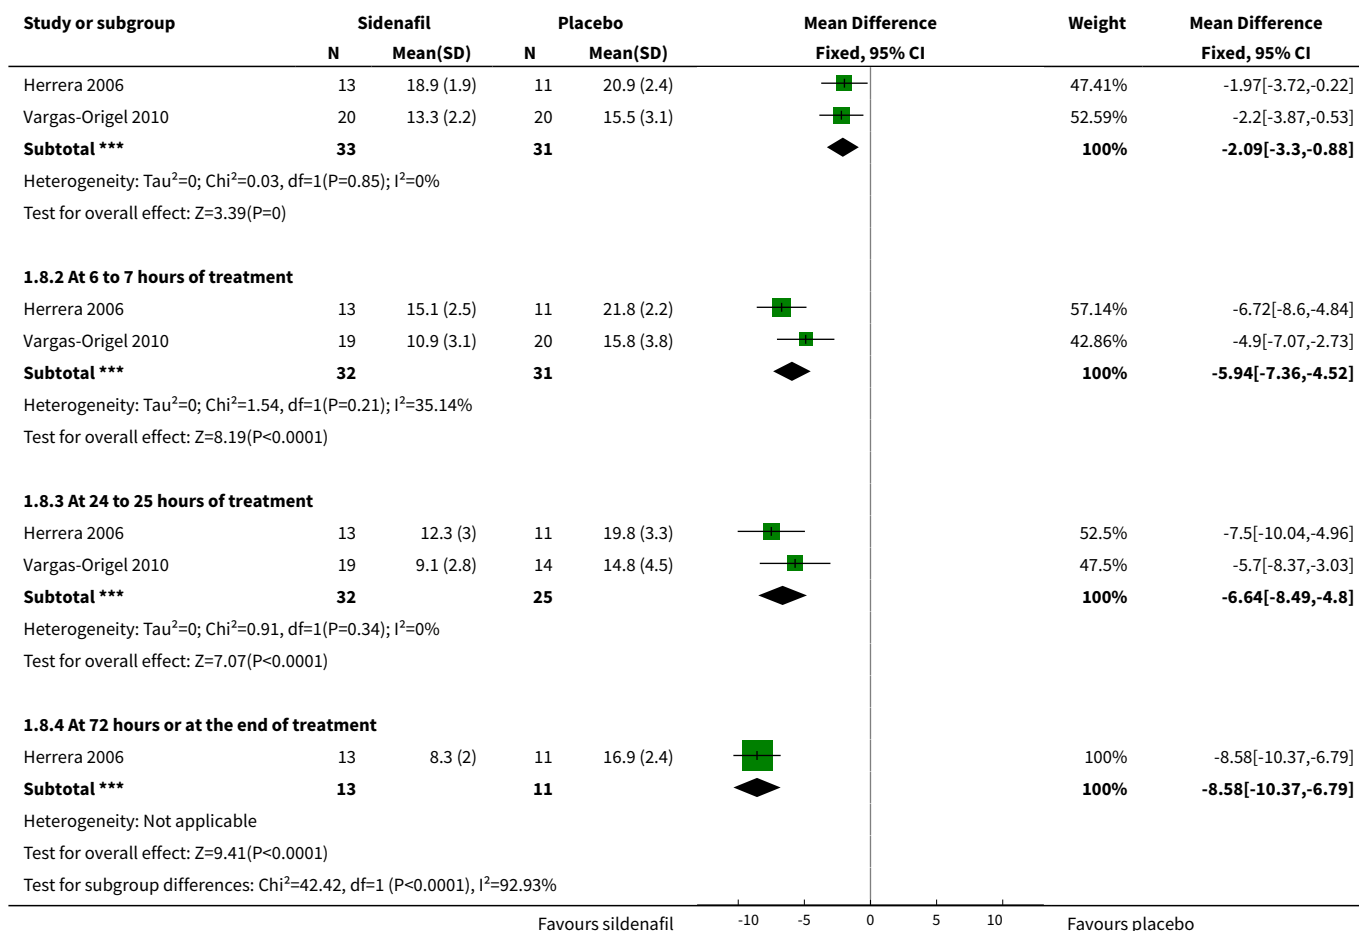 Study or subgroup Sidenafil Placebo Mean Difference Weight Mean Difference
N Mean(SD) N Mean(SD) Fixed, 95% CI Fixed, 95% CI
Herrera 2006 13 18.9 (1.9) 11 20.9 (2.4) 47.41% -1.97[-3.72,-0.22]
Vargas-Origel 2010 20 13.3 (2.2) 20 15.5 (3.1) 52.59% -2.2[-3.87,-0.53]
Subtotal *** 33 31 100% -2.09[-3.3,-0.88]
Heterogeneity: Tau²=0; Chi²=0.03, df=1(P=0.85); I²=0%
Test for overall effect: Z=3.39(P=0)
1.8.2 At 6 to 7 hours of treatment
Herrera 2006 13 15.1 (2.5) 11 21.8 (2.2) 57.14% -6.72[-8.6,-4.84]
Vargas-Origel 2010 19 10.9 (3.1) 20 15.8 (3.8) 42.86% -4.9[-7.07,-2.73]
Subtotal *** 32 31 100% -5.94[-7.36,-4.52]
Heterogeneity: Tau²=0; Chi²=1.54, df=1(P=0.21); I²=35.14%
Test for overall effect: Z=8.19(P<0.0001)
1.8.3 At 24 to 25 hours of treatment
Herrera 2006 13 12.3 (3) 11 19.8 (3.3) 52.5% -7.5[-10.04,-4.96]
Vargas-Origel 2010 19 9.1 (2.8) 14 14.8 (4.5) 47.5% -5.7[-8.37,-3.03]
Subtotal *** 32 25 100% -6.64[-8.49,-4.8]
Heterogeneity: Tau²=0; Chi²=0.91, df=1(P=0.34); I²=0%
Test for overall effect: Z=7.07(P<0.0001)
1.8.4 At 72 hours or at the end of treatment
Herrera 2006 13 8.3 (2) 11 16.9 (2.4) 100% -8.58[-10.37,-6.79]
Subtotal *** 13 11 100% -8.58[-10.37,-6.79]
Heterogeneity: Not applicable
Test for overall effect: Z=9.41(P<0.0001)
Test for subgroup differences: Chi²=42.42, df=1 (P<0.0001), I²=92.93%
Favours sildenafil -10 -5 0 5 10 Favours placebo